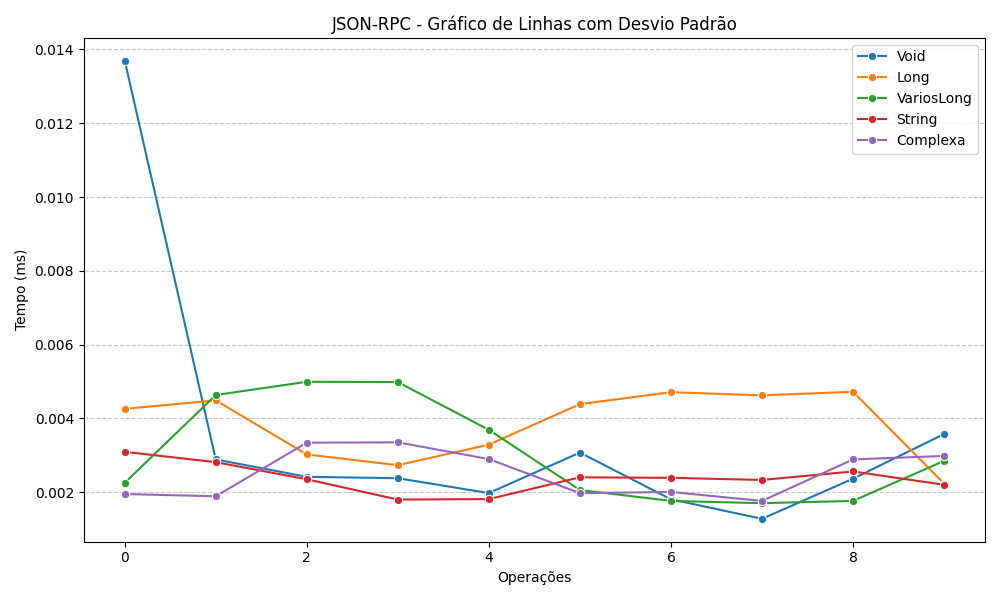 JSON-RPC - Gráfico de Linhas com Desvio Padrão
0.014
0.012
0.010
0.008
0.006
0.004
0.002
Tempo (ms)
0
2
4
6
8
Operações
Void
Long
VariosLong
String
Complexa